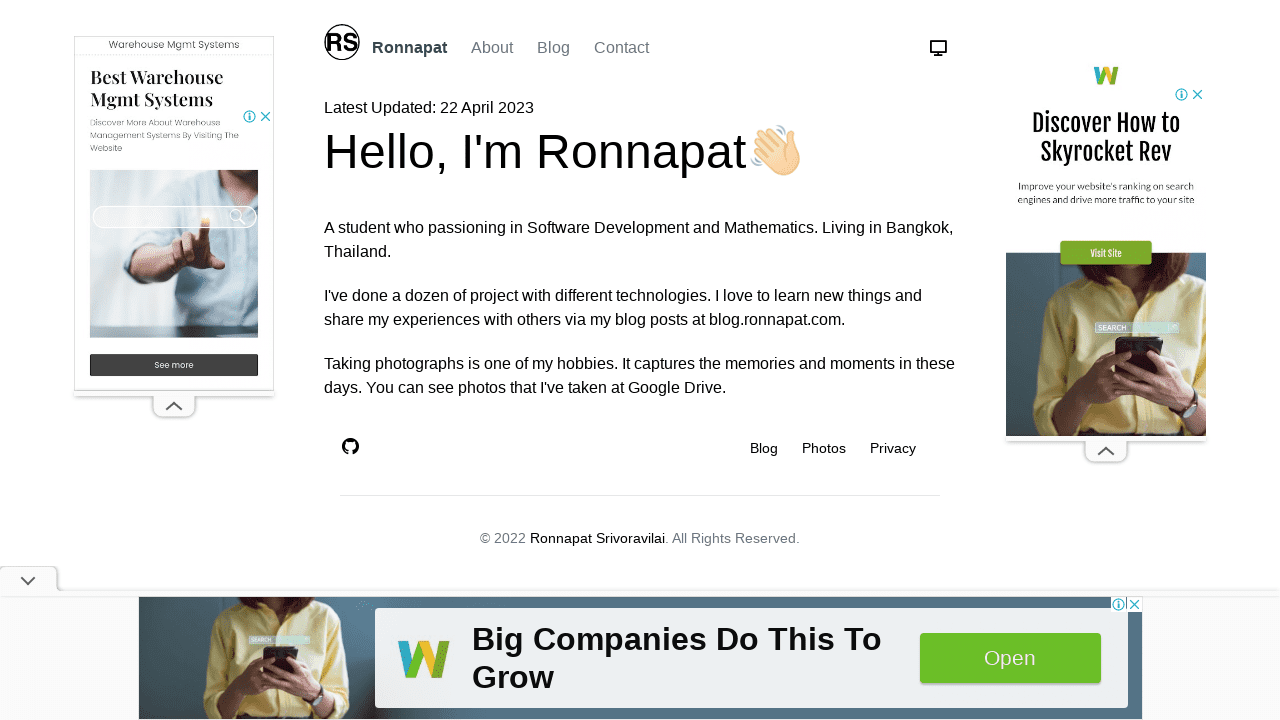 RS
Ronnapat
About
Blog
Contact
Latest Updated: 22 April 2023
Hello, I'm Ronnapat
A student who passioning in Software Development and Mathematics. Living in Bangkok,
Thailand.
I've done a dozen of project with different technologies. I love to learn new things and
share my experiences with others via my blog posts at blog.ronnapat.com.
Taking photographs is one of my hobbies. It captures the memories and moments in these
days. You can see photos that I've taken at Google Drive.
Blog
Photos
Privacy
© 2022 Ronnapat Srivoravilai. All Rights Reserved.
Warehouse Mgmt Systems
Best Warehouse
Mgmt Systems
Discover More About Warehouse
Management Systems By Visiting The
Website
See more
W
Discover How to
Skyrocket Rev
Improve your website's ranking on search
engines and drive more traffic to your site
Visit Site
SEARCH
SEARCH
W
Big Companies Do This To
Grow
Open